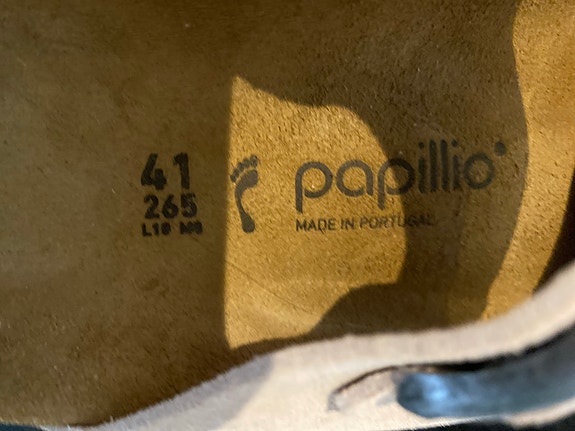 41
265
L10 M8
papillio
MADE IN PORTUGAL